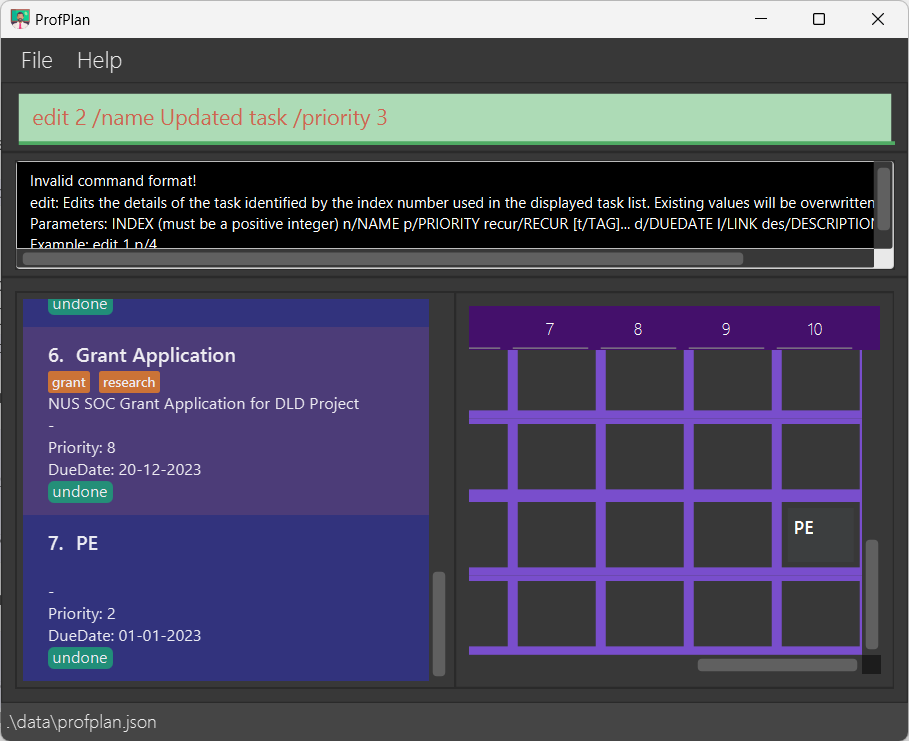 ProfPlan
File Help
edit 2 /name Updated task /priority 3
Invalid command format!
edit: Edits the details of the task identified by the index number used in the displayed task list. Existing values will be overwritten
Parameters: INDEX (must be a positive integer) n/NAME p/PRIORITY recur/RECUR [t/TAG]... d/DUEDATE l/LINK des/DESCRIPTION
Example: edit 1 p/4
undone
6. Grant Application
grant research
NUS SOC Grant Application for DLD Project
-
Priority: 8
DueDate: 20-12-2023
undone
7. PE
-
Priority: 2
DueDate: 01-01-2023
undone
7 8 9 10
PE
.\data\profplan.json